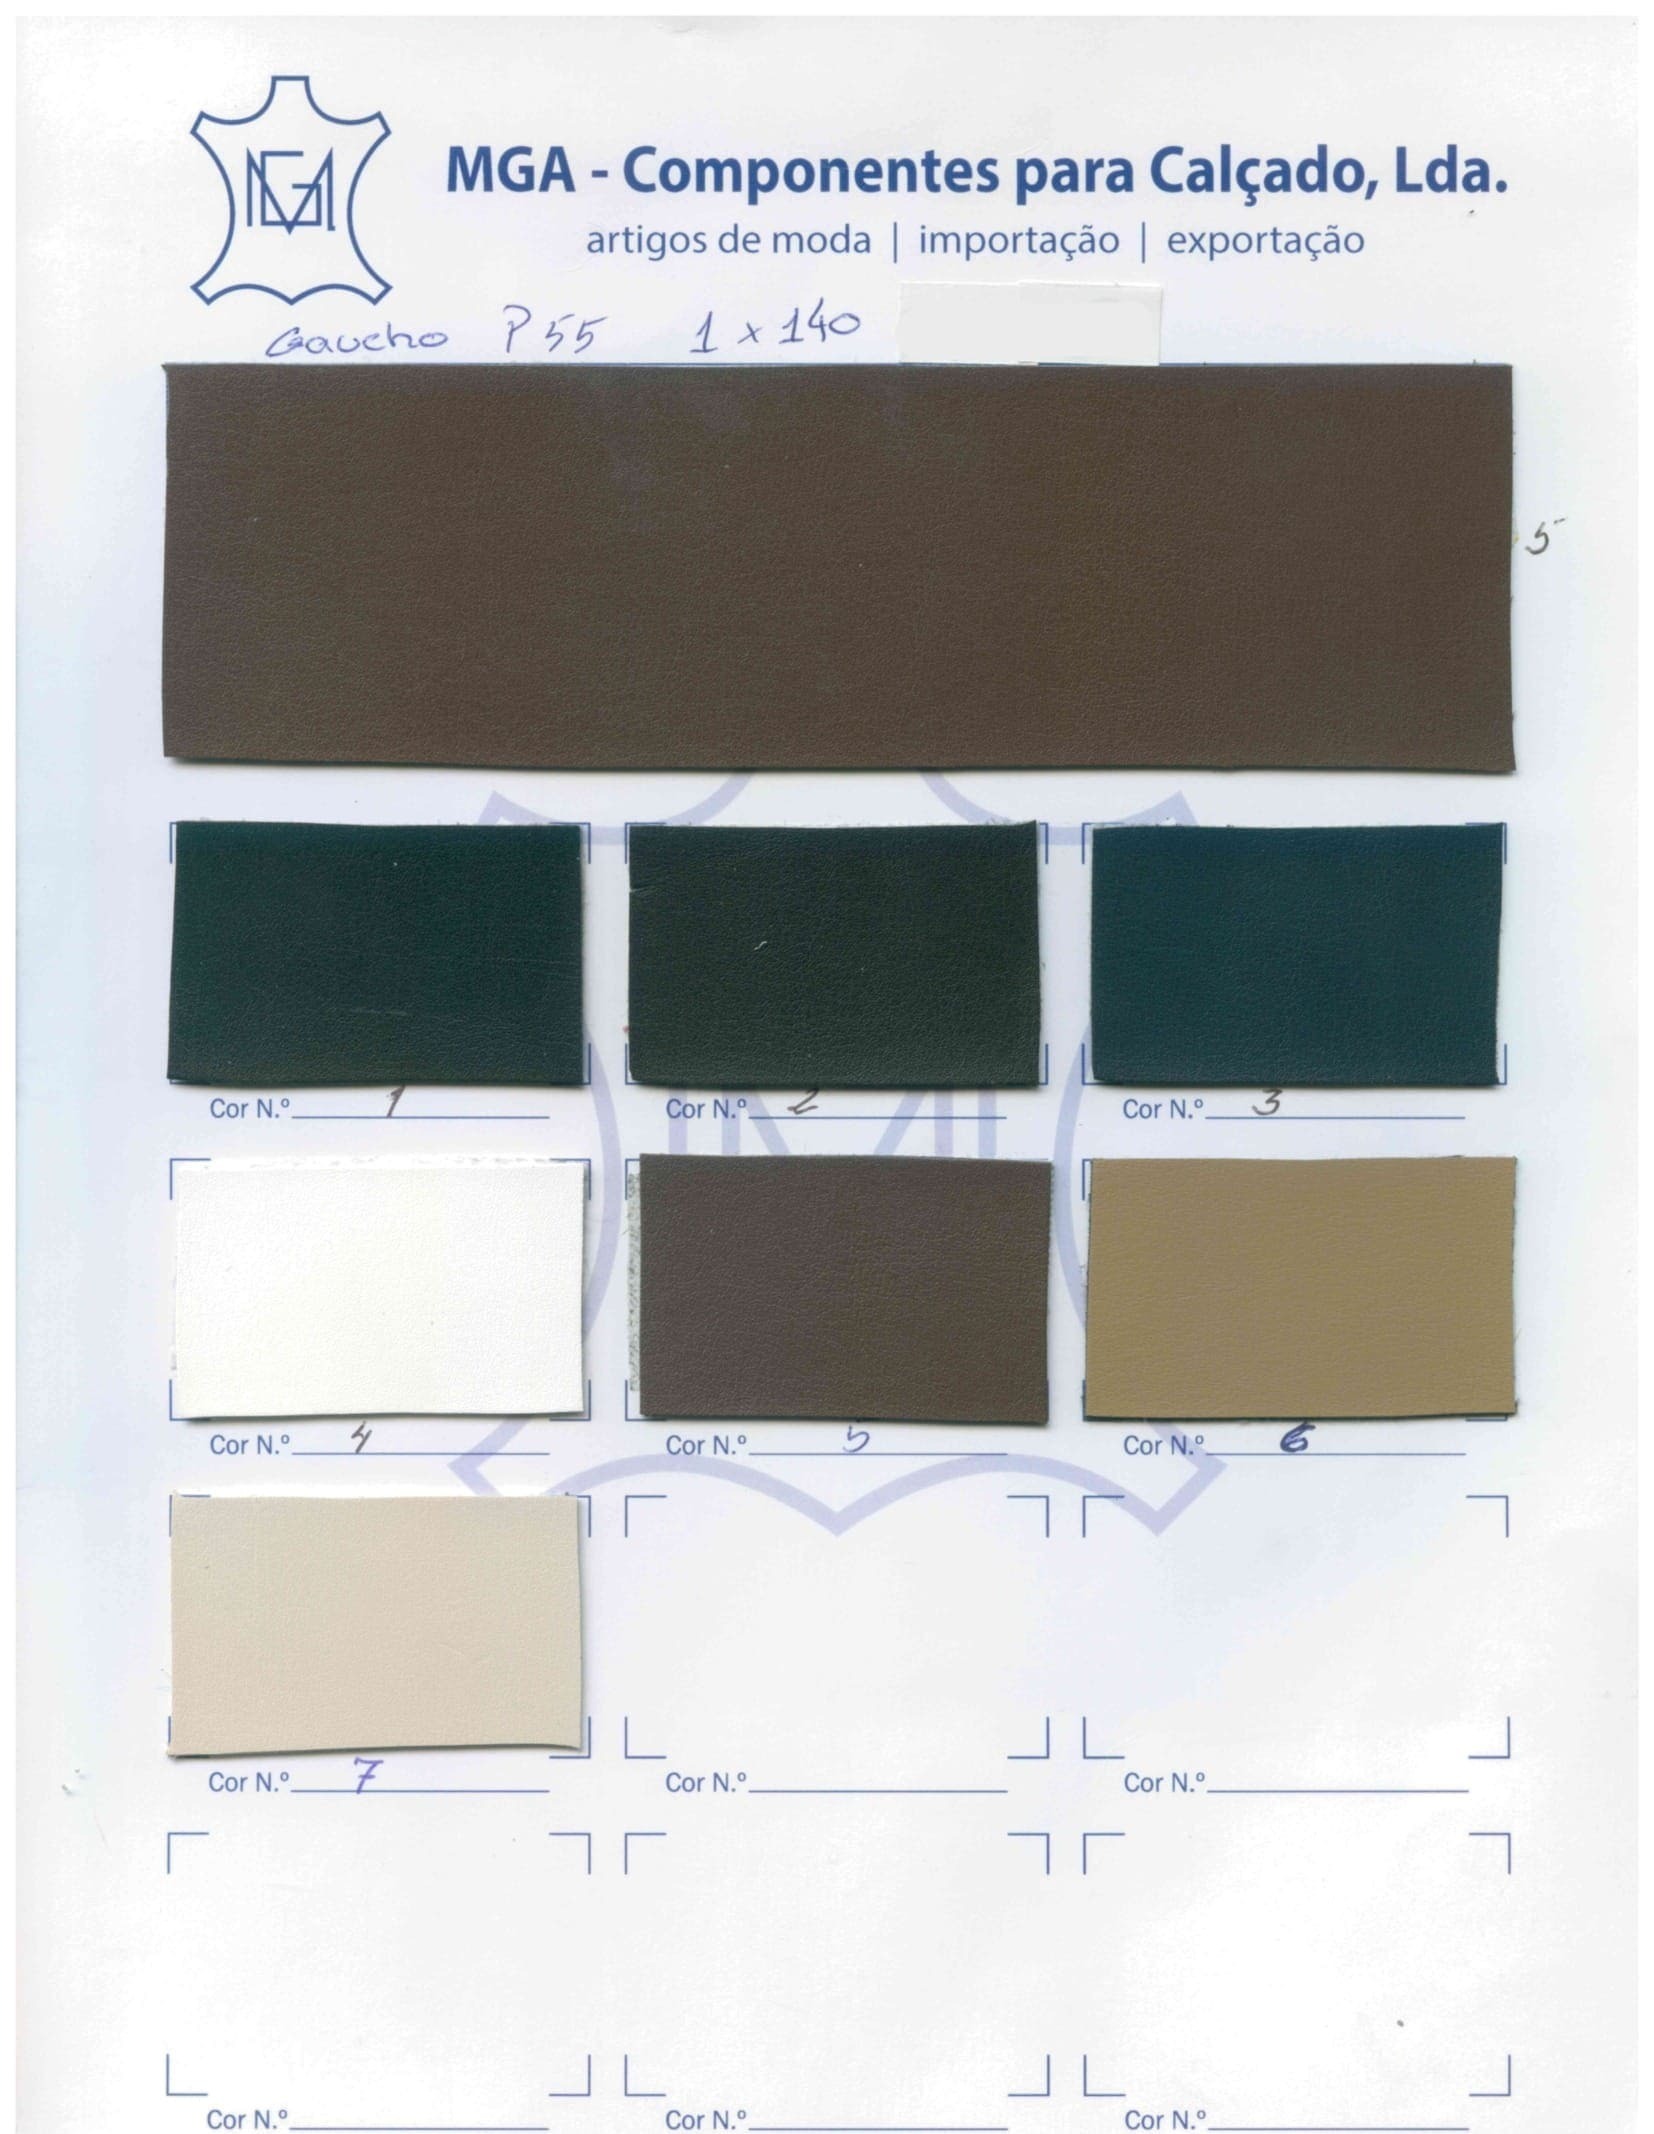 MGA
MGA - Componentes para Calçado, Lda.
artigos de moda | importação | exportação
Gaucho P55 1 x 140
5
Cor N.º 1 Cor N.º 2 Cor N.º 3
Cor N.º 4 Cor N.º 5 Cor N.º 6
Cor N.º 7 Cor N.º Cor N.º
Cor N.º Cor N.º Cor N.º